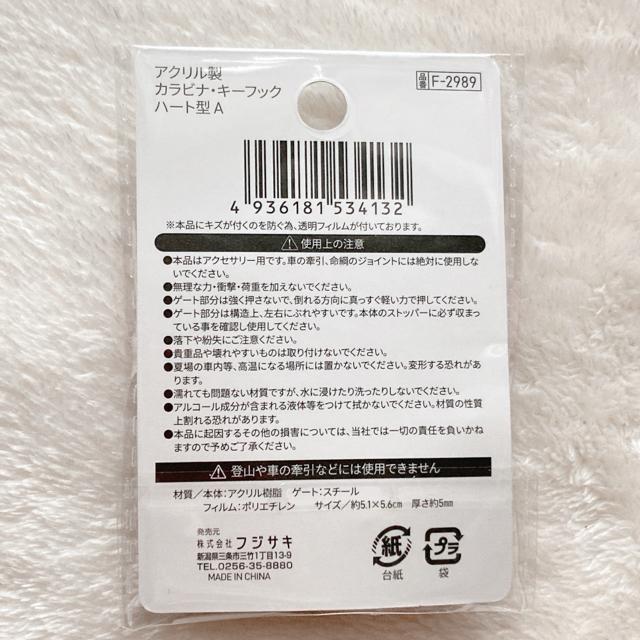 アクリル製
カラビナ・キーフック
ハート型 A
品番 F-2989
4 936181 534132
※本品にキズが付くのを防ぐ為、透明フィルムが付いております。
使用上の注意
●本品はアクセサリー用です。車の牽引、命綱のジョイントには絶対に使用しな
いでください。
●無理な力・衝撃・荷重を加えないでください。
●ゲート部分は強く押さないで、倒れる方向に真っすぐ軽い力で押してください。
●ゲート部分は構造上、左右にぶれやすいです。本体のストッパーに必ず収まっ
ている事を確認し使用してください。
●落下や紛失にご注意ください。
●貴重品や壊れやすいものは取り付けないでください。
●夏場の車内等、高温になる場所には置かないでください。変形する恐れがあ
ります。
●濡れても問題ない材質ですが、水に浸けたり洗ったりしないでください。
●アルコール成分が含まれる液体等をつけて拭かないでください。材質の性質
上割れる恐れがあります。
●本品に起因するその他の損害については、当社では一切の責任を負いかね
ますので予めご了承ください。
登山や車の牽引などには使用できません
材質/本体:アクリル樹脂 ゲート:スチール
フィルム:ポリエチレン サイズ/約5.1×5.6cm 厚さ約5mm
発売元
株式会社 フジサキ
新潟県三条市三竹1丁目13-9
TEL.0256-35-8880
MADE IN CHINA
紙
台紙
プラ
袋